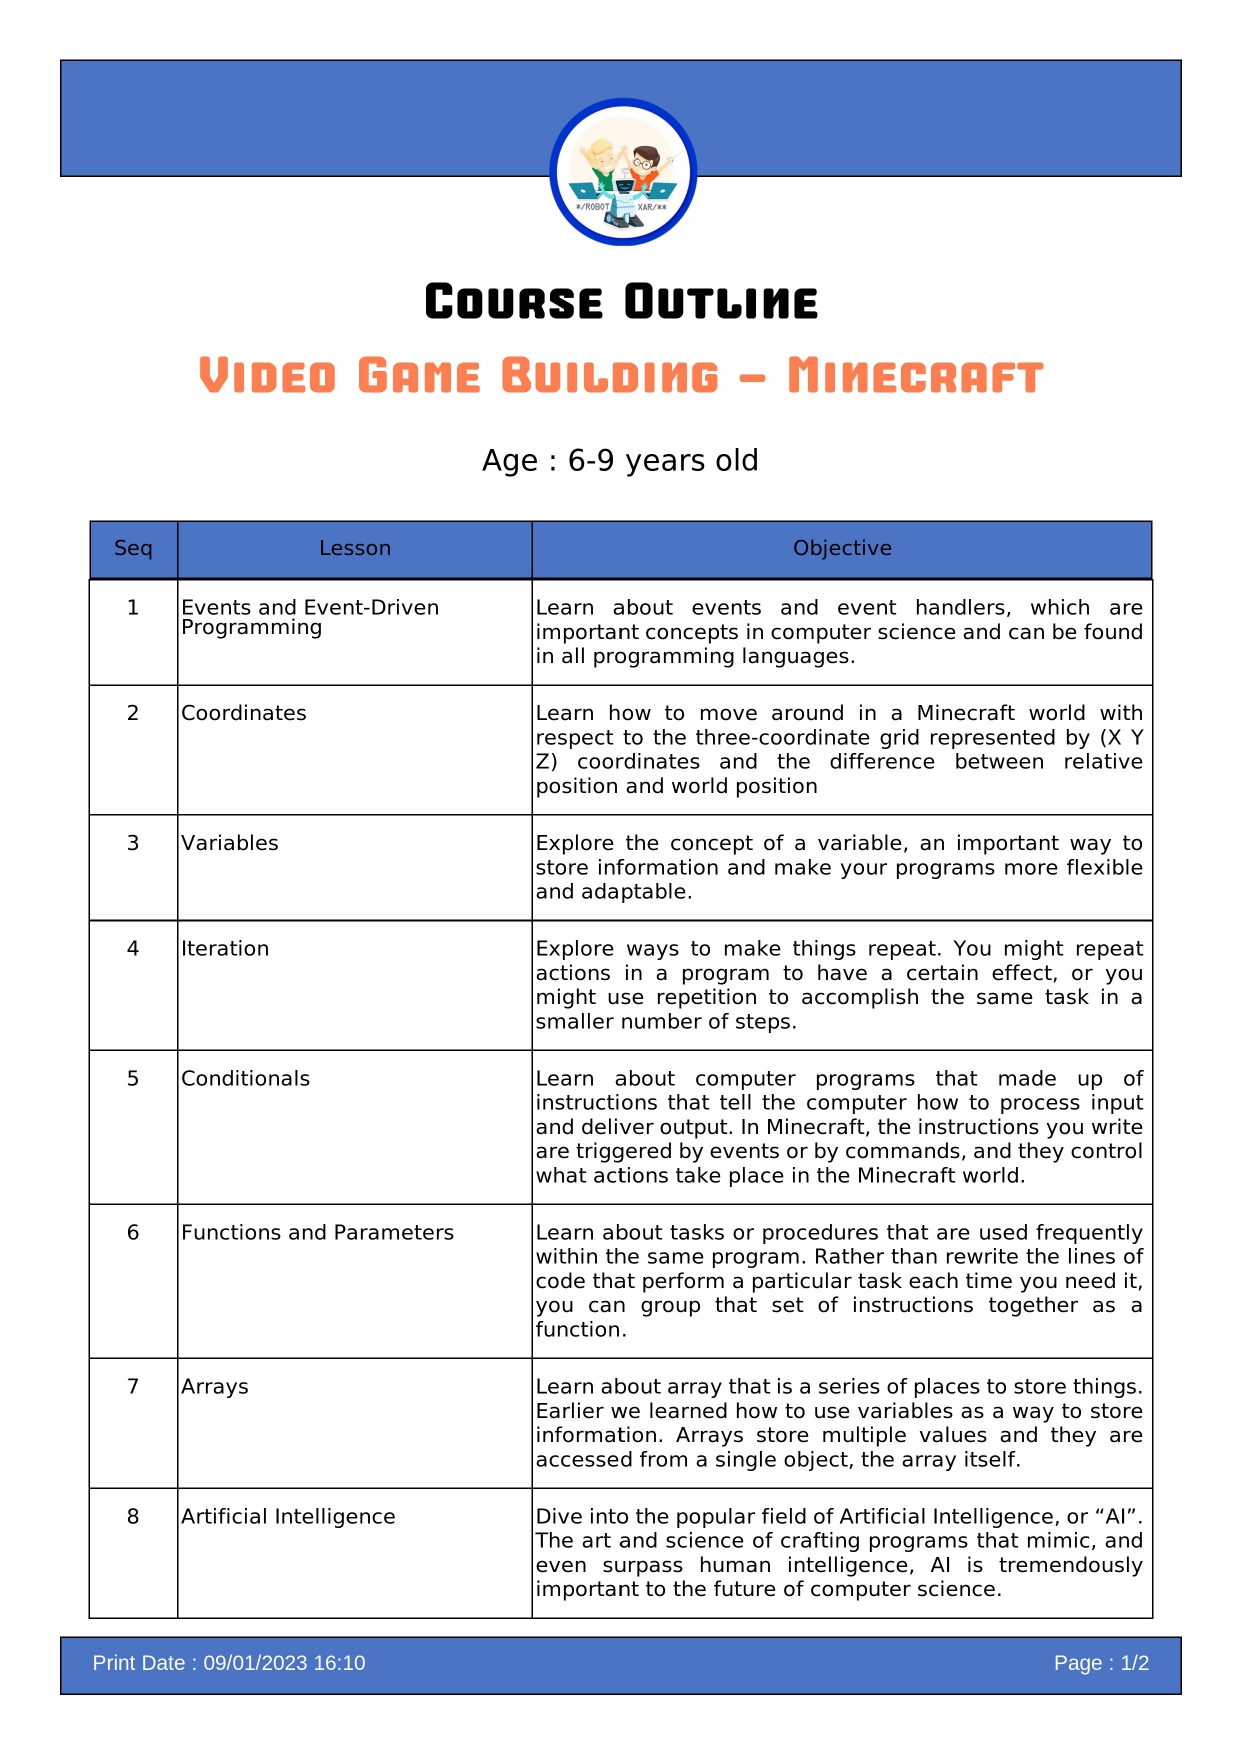 */ROBOT XAR/**
Course Outline
Video Game Building – Minecraft
Age : 6-9 years old
Seq Lesson Objective
1 Events and Event-Driven Programming
Learn about events and event handlers, which are
important concepts in computer science and can be found
in all programming languages.
2 Coordinates
Learn how to move around in a Minecraft world with
respect to the three-coordinate grid represented by (X Y
Z) coordinates and the difference between relative
position and world position
3 Variables
Explore the concept of a variable, an important way to
store information and make your programs more flexible
and adaptable.
4 Iteration
Explore ways to make things repeat. You might repeat
actions in a program to have a certain effect, or you
might use repetition to accomplish the same task in a
smaller number of steps.
5 Conditionals
Learn about computer programs that made up of
instructions that tell the computer how to process input
and deliver output. In Minecraft, the instructions you write
are triggered by events or by commands, and they control
what actions take place in the Minecraft world.
6 Functions and Parameters
Learn about tasks or procedures that are used frequently
within the same program. Rather than rewrite the lines of
code that perform a particular task each time you need it,
you can group that set of instructions together as a
function.
7 Arrays
Learn about array that is a series of places to store things.
Earlier we learned how to use variables as a way to store
information. Arrays store multiple values and they are
accessed from a single object, the array itself.
8 Artificial Intelligence
Dive into the popular field of Artificial Intelligence, or “AI”.
The art and science of crafting programs that mimic, and
even surpass human intelligence, AI is tremendously
important to the future of computer science.
Print Date : 09/01/2023 16:10 Page : 1/2